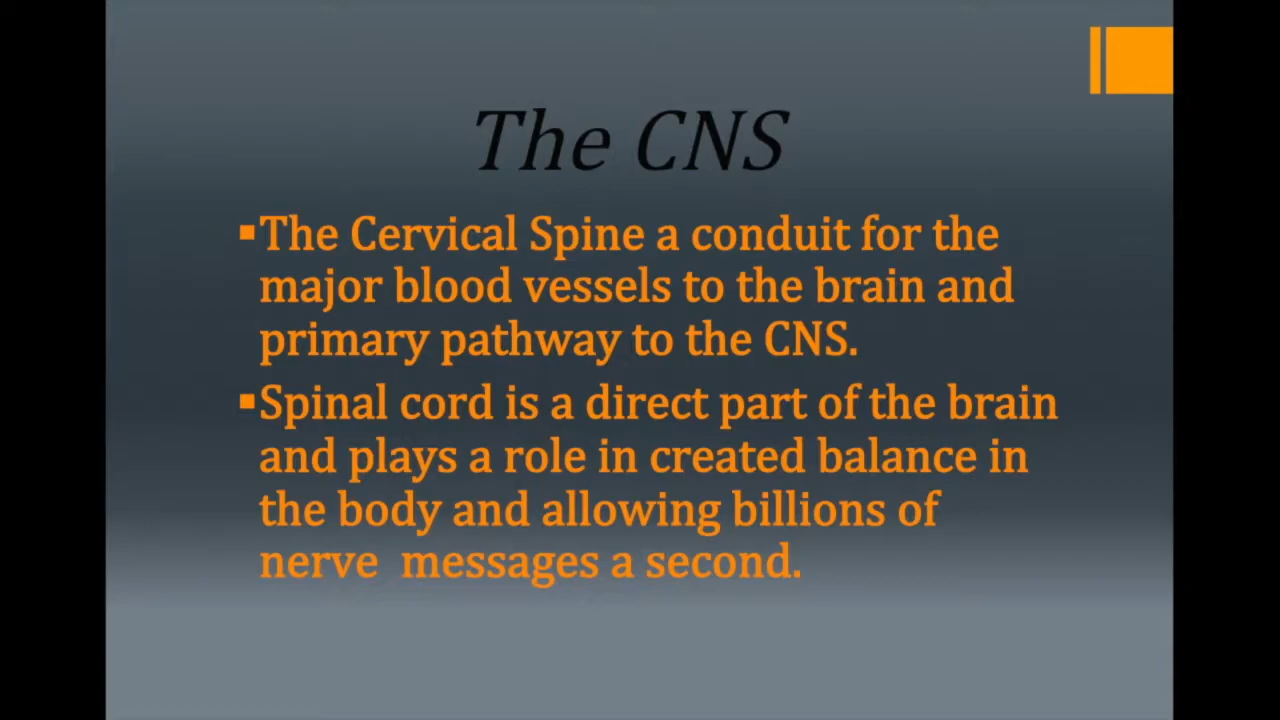 The CNS
▪The Cervical Spine a conduit for the
major blood vessels to the brain and
primary pathway to the CNS.
▪Spinal cord is a direct part of the brain
and plays a role in created balance in
the body and allowing billions of
nerve  messages a second.